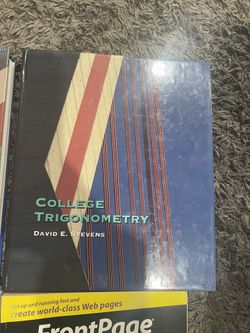 COLLEGE
TRIGONOMETRY
DAVID E. STEVENS
Get up and running fast and
create world-class Web pages
FrontPage